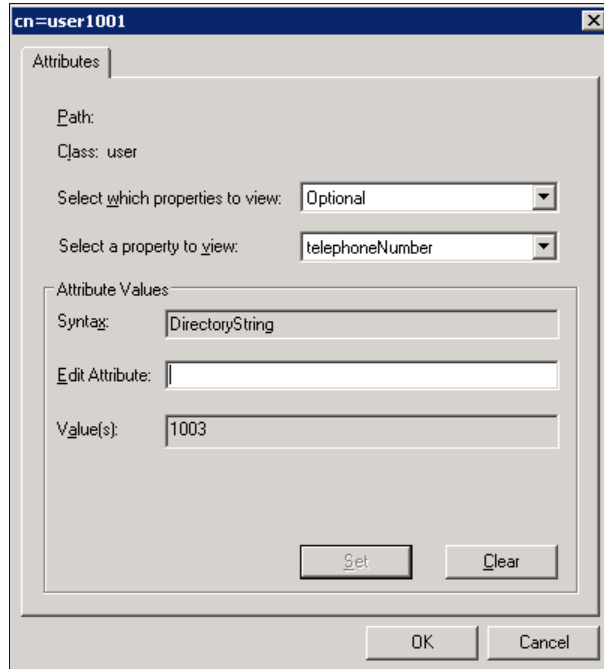 cn=user1001
Attributes
Path:
Class: user
Select which properties to view: Optional
Select a property to view: telephoneNumber
Attribute Values
Syntax: DirectoryString
Edit Attribute:
Value(s): 1003
Set Clear
OK Cancel